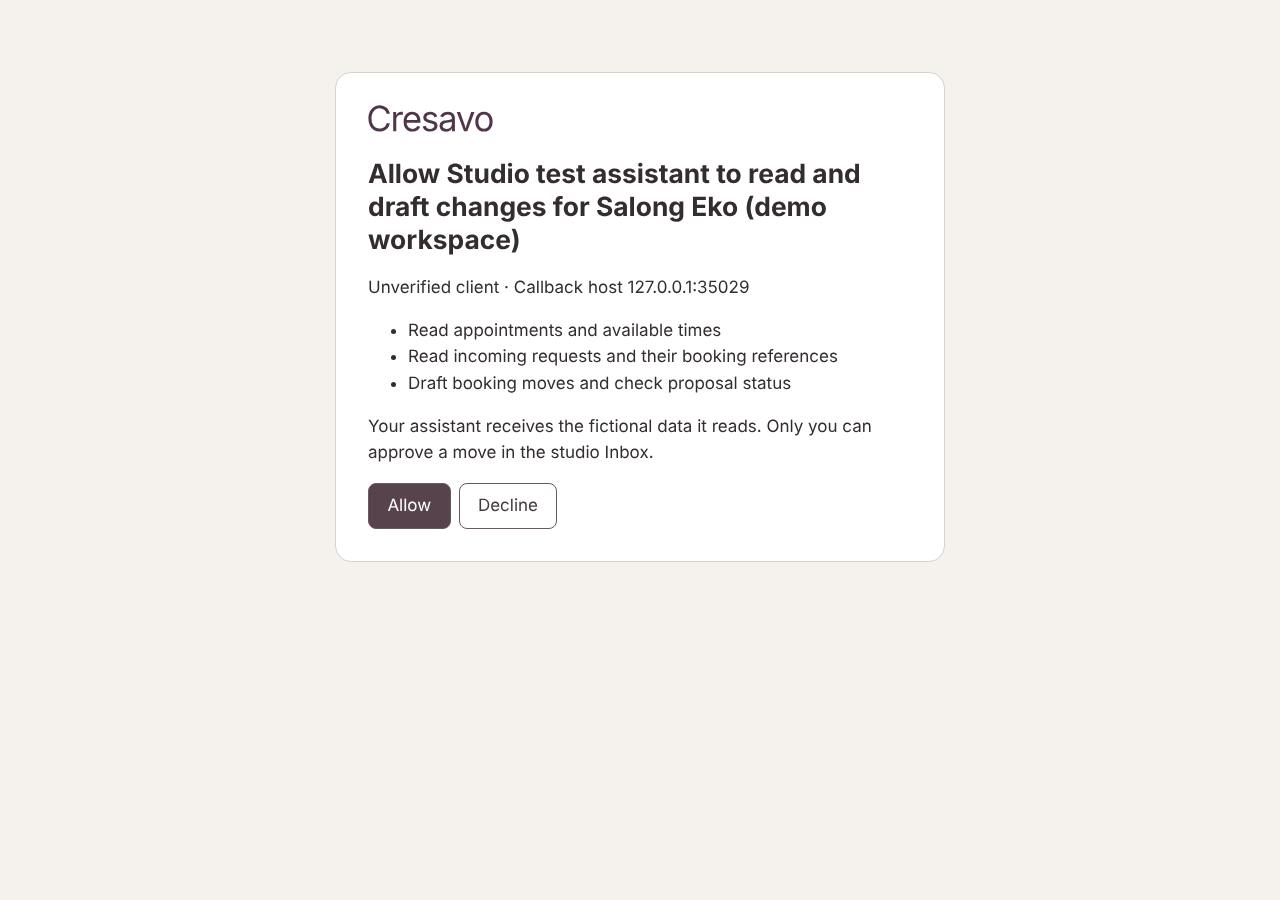 Cresavo
Allow Studio test assistant to read and
draft changes for Salong Eko (demo
workspace)
Unverified client · Callback host 127.0.0.1:35029
• Read appointments and available times
• Read incoming requests and their booking references
• Draft booking moves and check proposal status
Your assistant receives the fictional data it reads. Only you can
approve a move in the studio Inbox.
Allow Decline